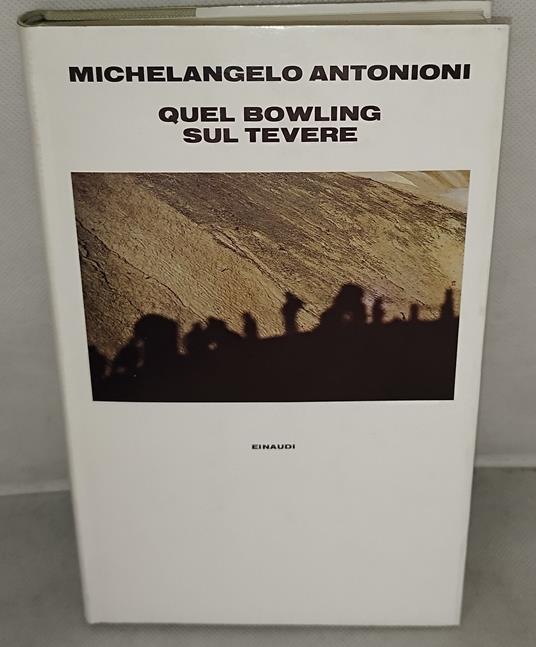 MICHELANGELO ANTONIONI
QUEL BOWLING
SUL TEVERE
EINAUDI